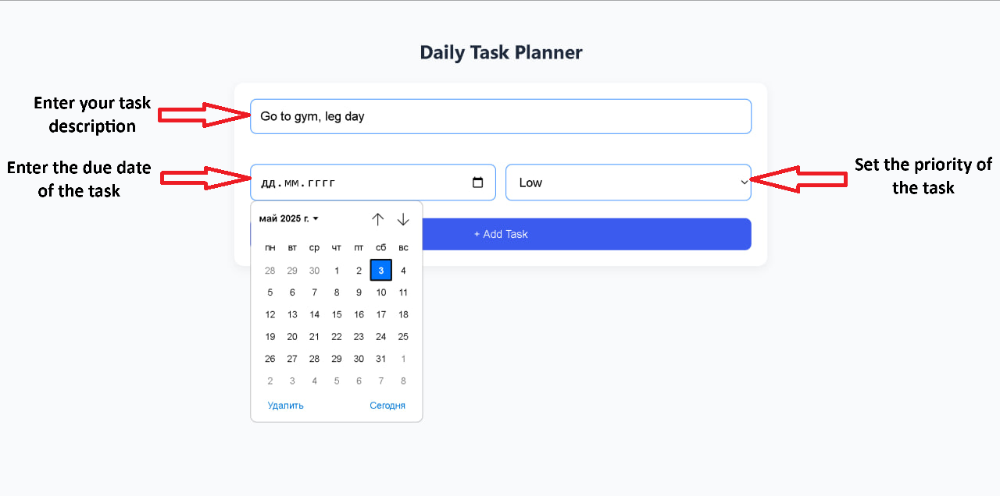 Daily Task Planner
Enter your task
description
Go to gym, leg day
Enter the due date
of the task
дд.мм.гггг
Low
Set the priority of
the task
+ Add Task
май 2025 г.
пн вт ср чт пт сб вс
28 29 30 1 2 3 4
5 6 7 8 9 10 11
12 13 14 15 16 17 18
19 20 21 22 23 24 25
26 27 28 29 30 31 1
2 3 4 5 6 7 8
Удалить Сегодня